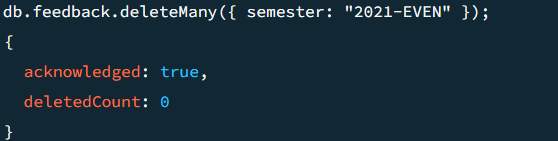 db.feedback.deleteMany({ semester: "2021-EVEN" });
{
  acknowledged: true,
  deletedCount: 0
}